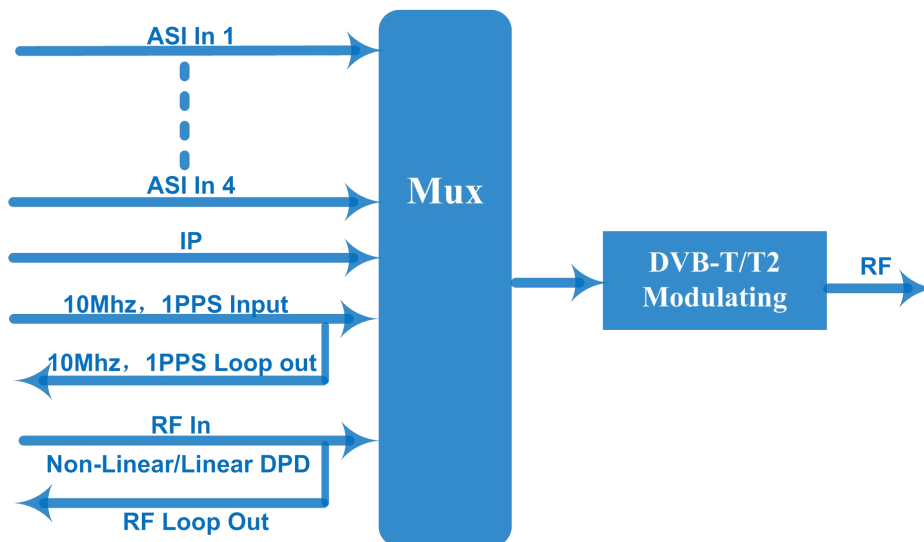 ASI In 1
ASI In 4
IP
10Mhz，1PPS Input
10Mhz，1PPS Loop out
RF In
Non-Linear/Linear DPD
RF Loop Out
Mux
DVB-T/T2
Modulating
RF